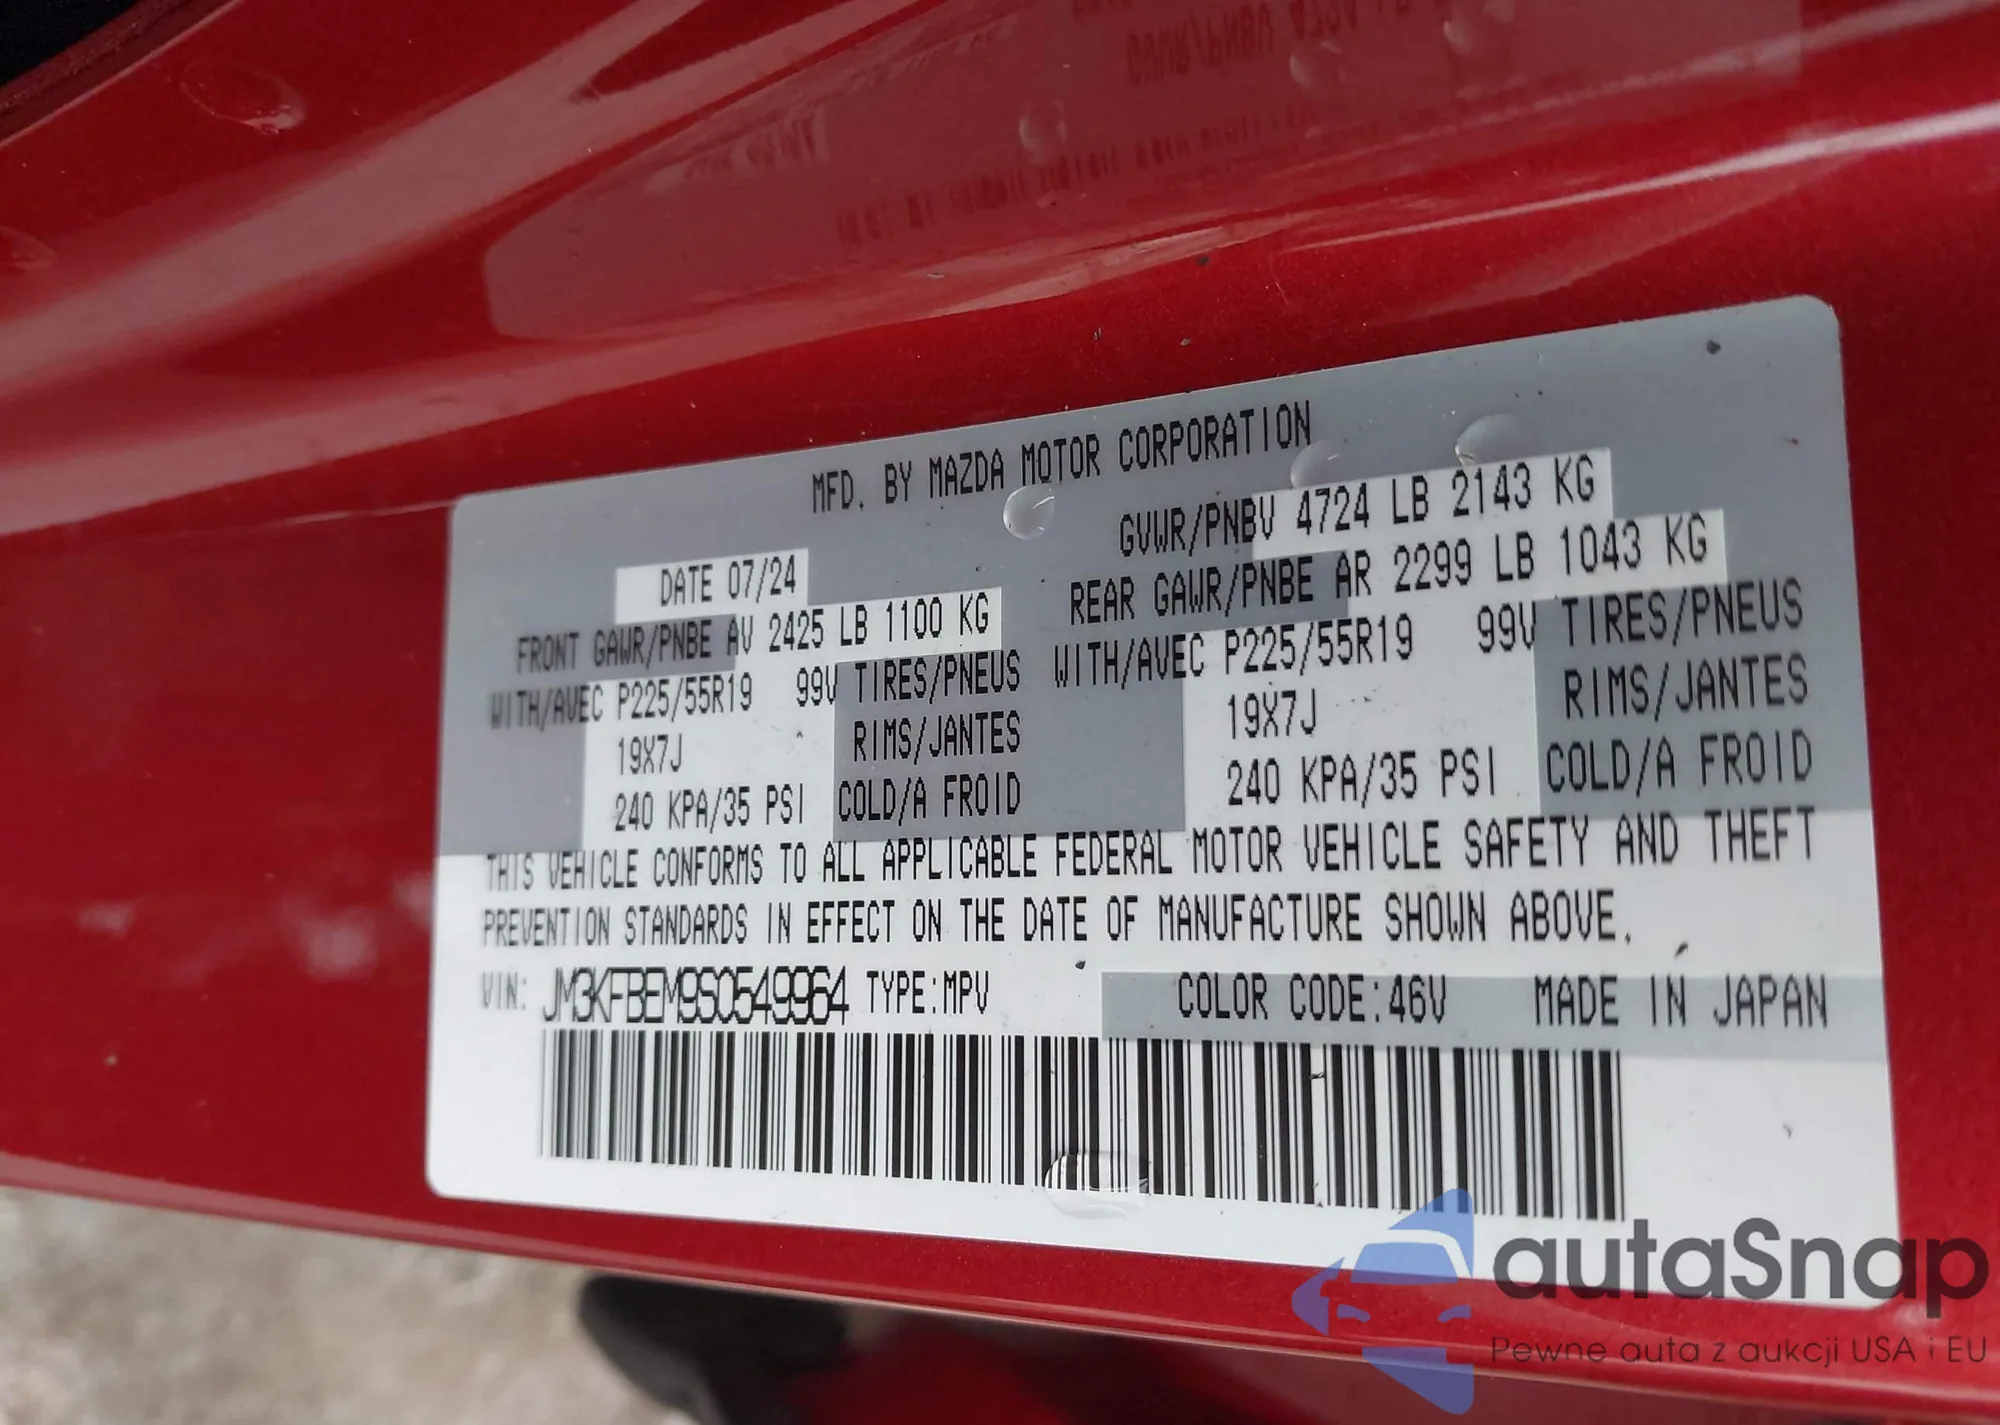 MFD. BY MAZDA MOTOR CORPORATION
DATE 07/24 GVWR/PNBV 4724 LB 2143 KG
FRONT GAWR/PNBE AV 2425 LB 1100 KG REAR GAWR/PNBE AR 2299 LB 1043 KG
WITH/AVEC P225/55R19 99V TIRES/PNEUS WITH/AVEC P225/55R19 99V TIRES/PNEUS
19X7J RIMS/JANTES 19X7J RIMS/JANTES
240 KPA/35 PSI COLD/A FROID 240 KPA/35 PSI COLD/A FROID
THIS VEHICLE CONFORMS TO ALL APPLICABLE FEDERAL MOTOR VEHICLE SAFETY AND THEFT
PREVENTION STANDARDS IN EFFECT ON THE DATE OF MANUFACTURE SHOWN ABOVE.
VIN: JM3KFBEM9S0549964 TYPE:MPV COLOR CODE:46V MADE IN JAPAN
autaSnap
Pewne auta z aukcji USA i EU